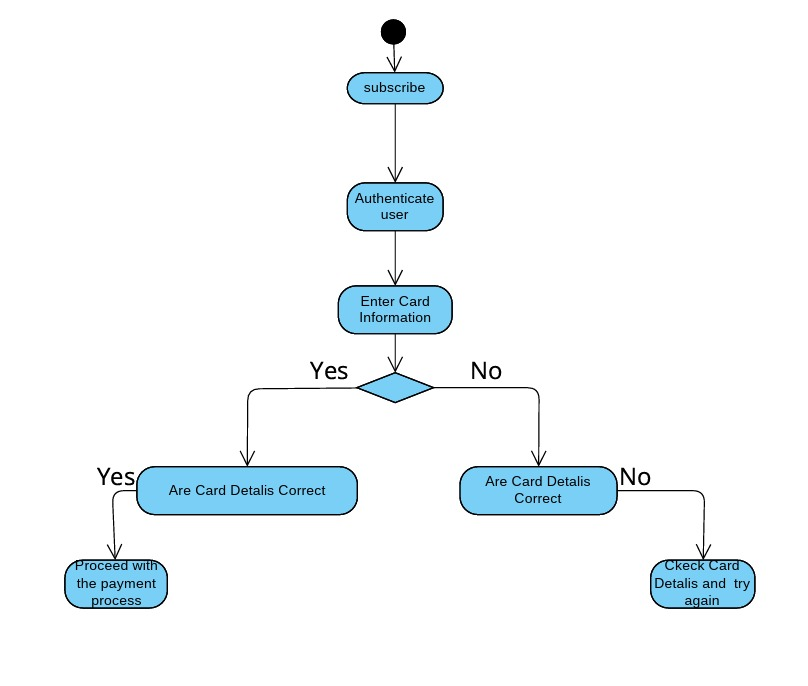 subscribe
Authenticate
user
Enter Card
Information
Yes
No
Yes
Are Card Detalis Correct
Are Card Detalis
Correct
No
Proceed with
the payment
process
Ckeck Card
Detalis and try
again